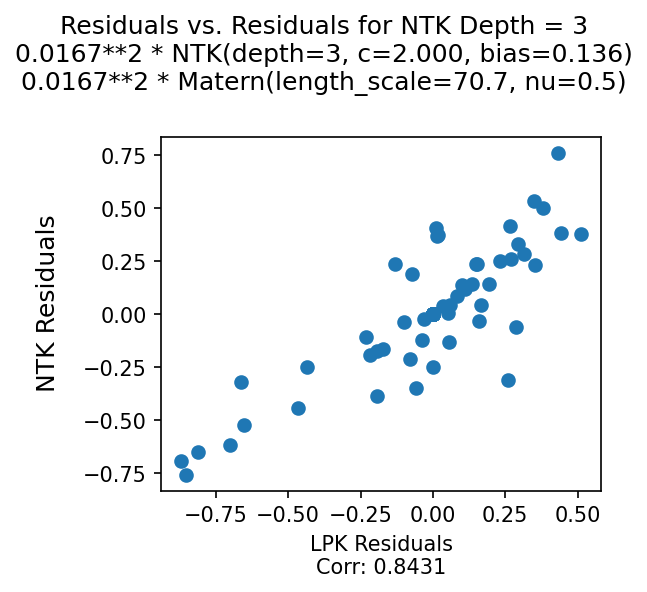 Residuals vs. Residuals for NTK Depth = 3
0.0167**2 * NTK(depth=3, c=2.000, bias=0.136)
0.0167**2 * Matern(length_scale=70.7, nu=0.5)
0.75
0.50
0.25
0.00
−0.25
−0.50
−0.75
NTK Residuals
−0.75 −0.50 −0.25 0.00 0.25 0.50
LPK Residuals
Corr: 0.8431